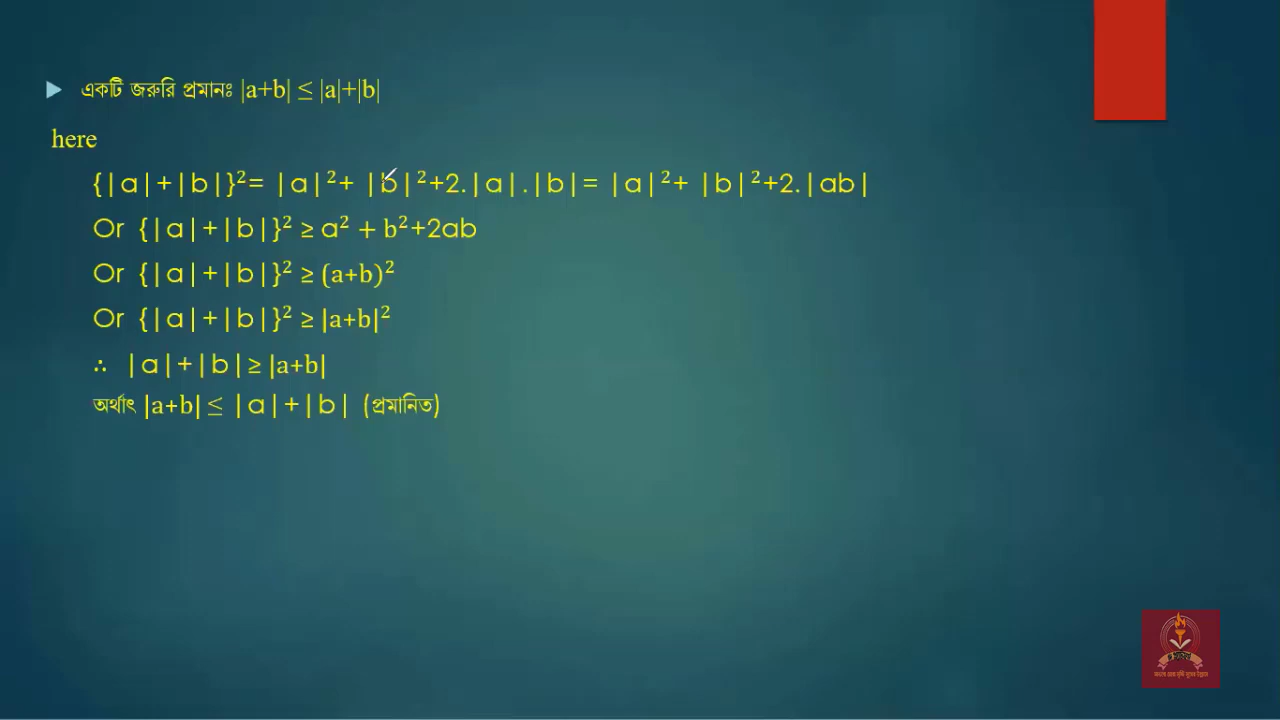 একটি জরুরি প্রমানঃ |a+b| ≤ |a|+|b|
here
{|a|+|b|}²= |a|²+ |b|²+2.|a|.|b|= |a|²+ |b|²+2.|ab|
Or {|a|+|b|}² ≥ a² + b²+2ab
Or {|a|+|b|}² ≥ (a+b)²
Or {|a|+|b|}² ≥ |a+b|²
∴ |a|+|b| ≥ |a+b|
অর্থাৎ |a+b| ≤ |a|+|b| (প্রমানিত)